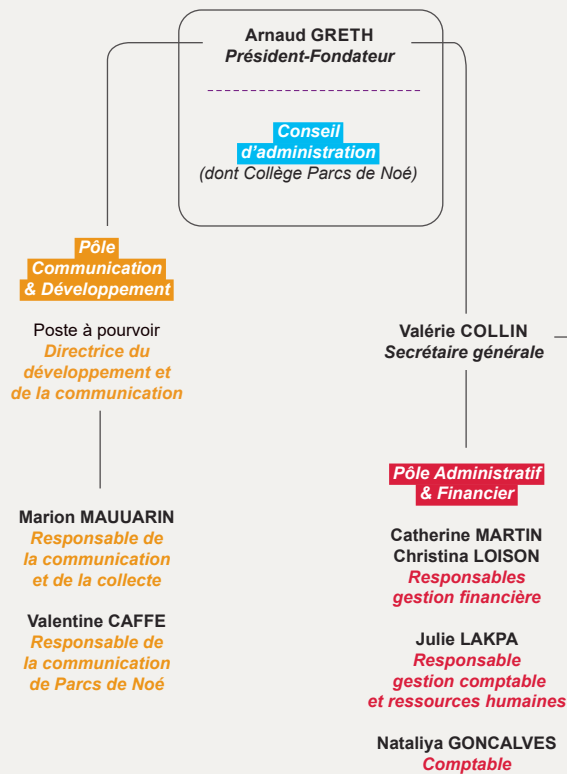 Arnaud GRETH
Président-Fondateur
Conseil
d’administration
(dont Collège Parcs de Noé)
Pôle
Communication
& Développement
Poste à pourvoir
Directrice du
développement et
de la communication
Marion MAUUARIN
Responsable de
la communication
et de la collecte
Valentine CAFFE
Responsable de
la communication
de Parcs de Noé
Valérie COLLIN
Secrétaire générale
Pôle Administratif
& Financier
Catherine MARTIN
Christina LOISON
Responsables
gestion financière
Julie LAKPA
Responsable
gestion comptable
et ressources humaines
Nataliya GONCALVES
Comptable